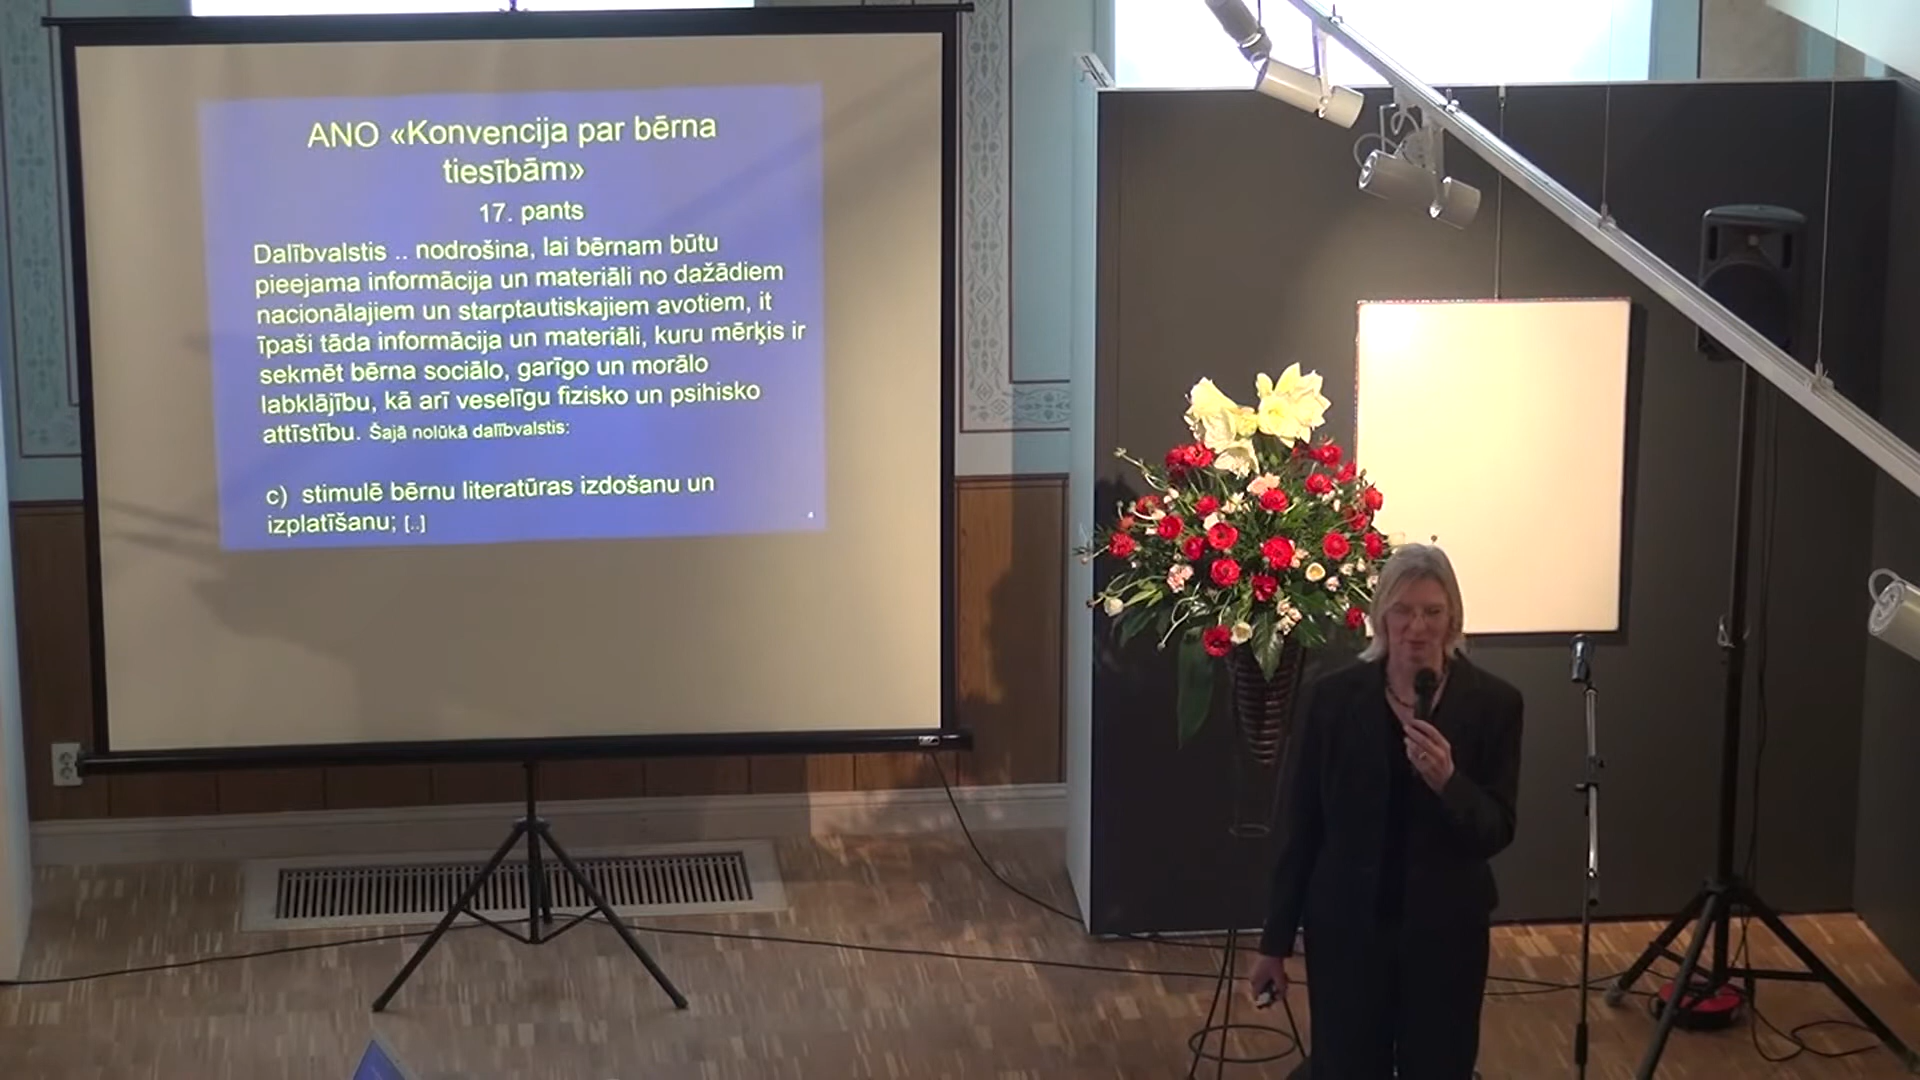 ANO «Konvencija par bērna
tiesībām»
17. pants
Dalībvalstis .. nodrošina, lai bērnam būtu
pieejama informācija un materiāli no dažādiem
nacionālajiem un starptautiskajiem avotiem, it
īpaši tāda informācija un materiāli, kuru mērķis ir
sekmēt bērna sociālo, garīgo un morālo
labklājību, kā arī veselīgu fizisko un psihisko
attīstību. Šajā nolūkā dalībvalstis:
c) stimulē bērnu literatūras izdošanu un
izplatīšanu; [..]
4